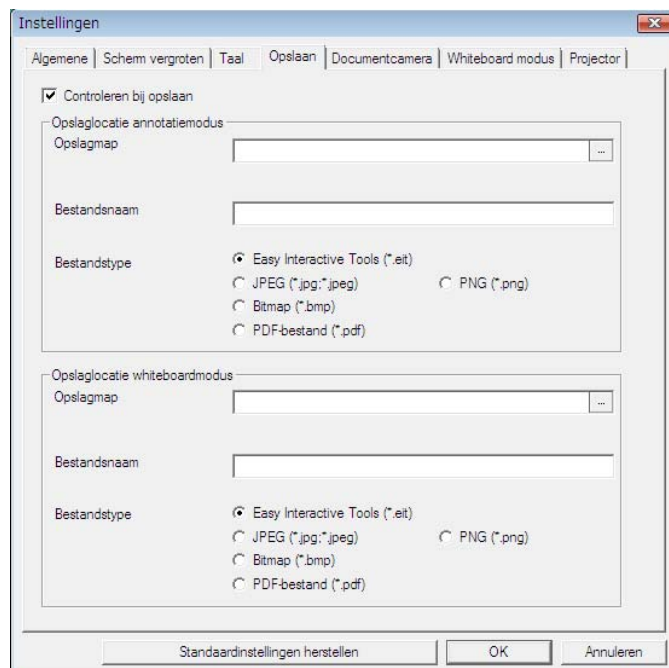 Instellingen
Algemene Scherm vergroten Taal Opslaan Documentcamera Whiteboard modus Projector
Controleren bij opslaan
Opslaglocatie annotatiemodus
Opslagmap
...
Bestandsnaam
Bestandstype
Easy Interactive Tools (*.eit)
JPEG (*.jpg;*.jpeg) PNG (*.png)
Bitmap (*.bmp)
PDF-bestand (*.pdf)
Opslaglocatie whiteboardmodus
Opslagmap
...
Bestandsnaam
Bestandstype
Easy Interactive Tools (*.eit)
JPEG (*.jpg;*.jpeg) PNG (*.png)
Bitmap (*.bmp)
PDF-bestand (*.pdf)
Standaardinstellingen herstellen OK Annuleren